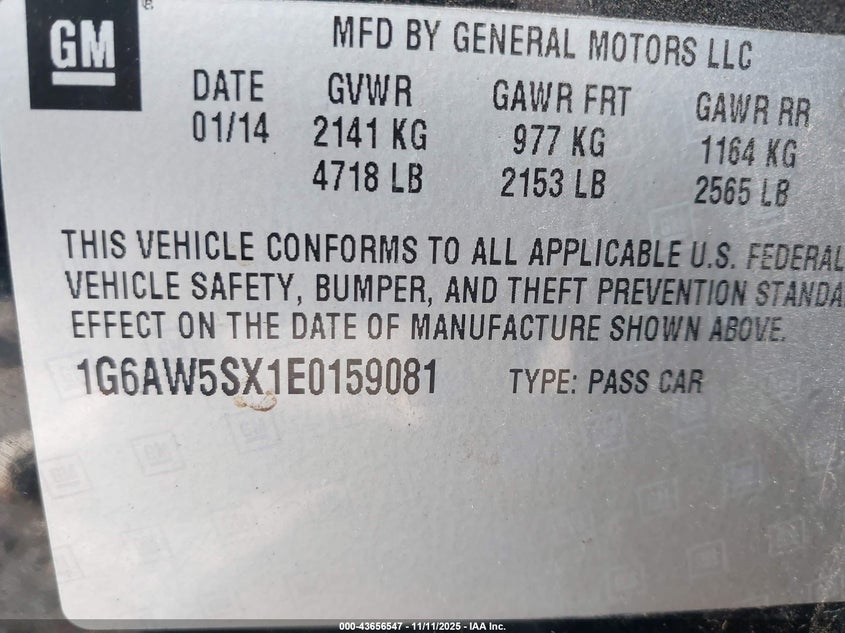 GM
MFD BY GENERAL MOTORS LLC
DATE GVWR GAWR FRT GAWR RR
01/14 2141 KG 977 KG 1164 KG
4718 LB 2153 LB 2565 LB
THIS VEHICLE CONFORMS TO ALL APPLICABLE U.S. FEDERAL
VEHICLE SAFETY, BUMPER, AND THEFT PREVENTION STANDA
EFFECT ON THE DATE OF MANUFACTURE SHOWN ABOVE.
1G6AW5SX1E0159081 TYPE: PASS CAR
000-43656547 - 11/11/2025 - IAA Inc.